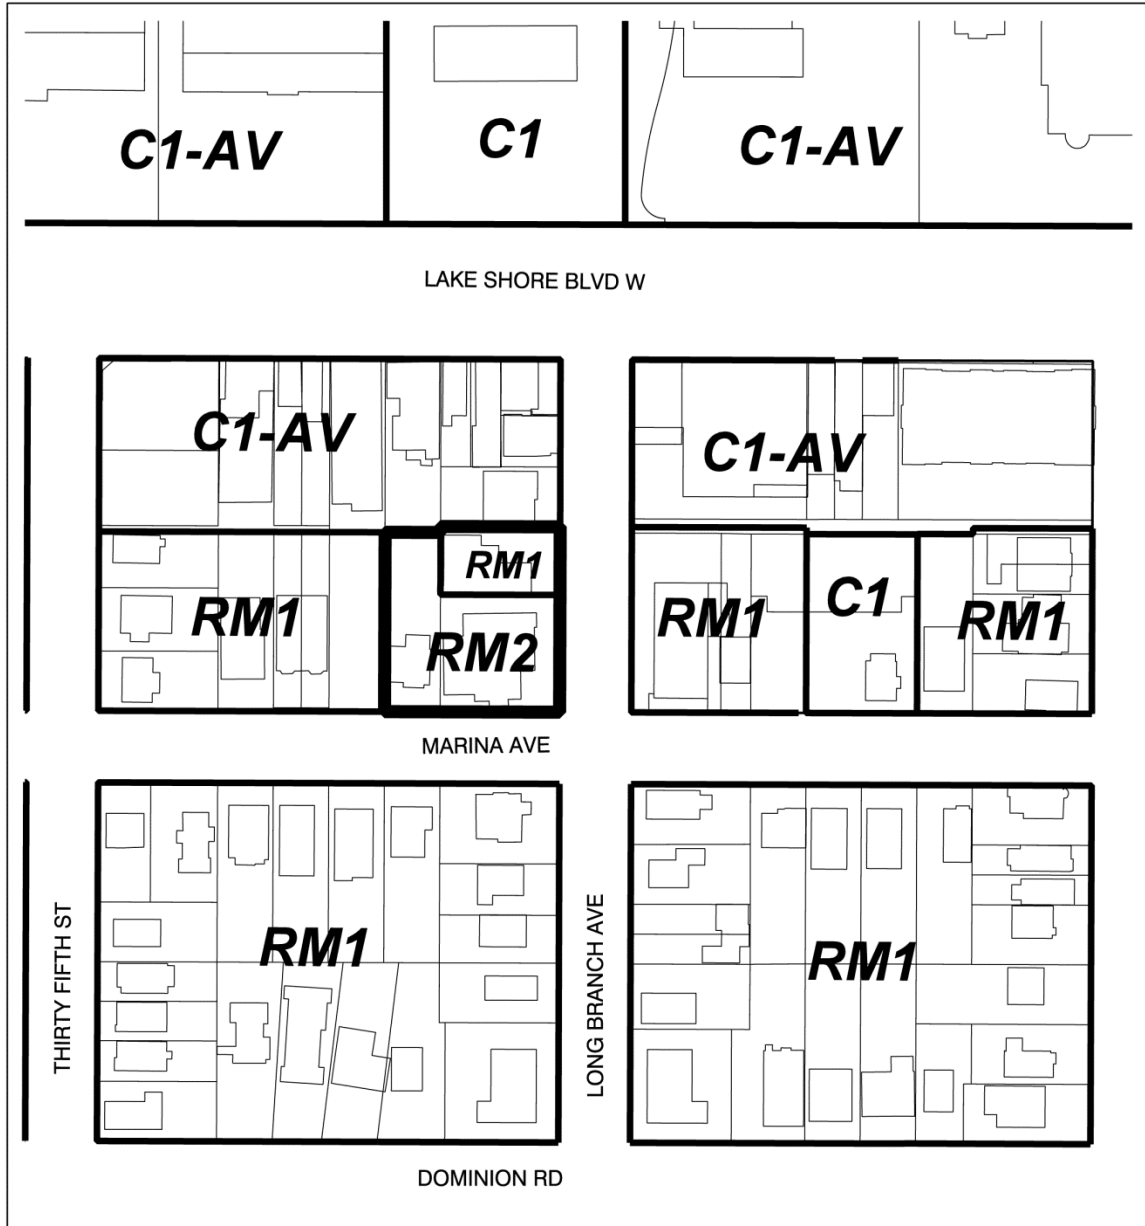 C1-AV
C1
C1-AV
LAKE SHORE BLVD W
C1-AV
C1-AV
RM1
RM1
RM2
RM1
C1
RM1
MARINA AVE
THIRTY FIFTH ST
RM1
LONG BRANCH AVE
RM1
DOMINION RD